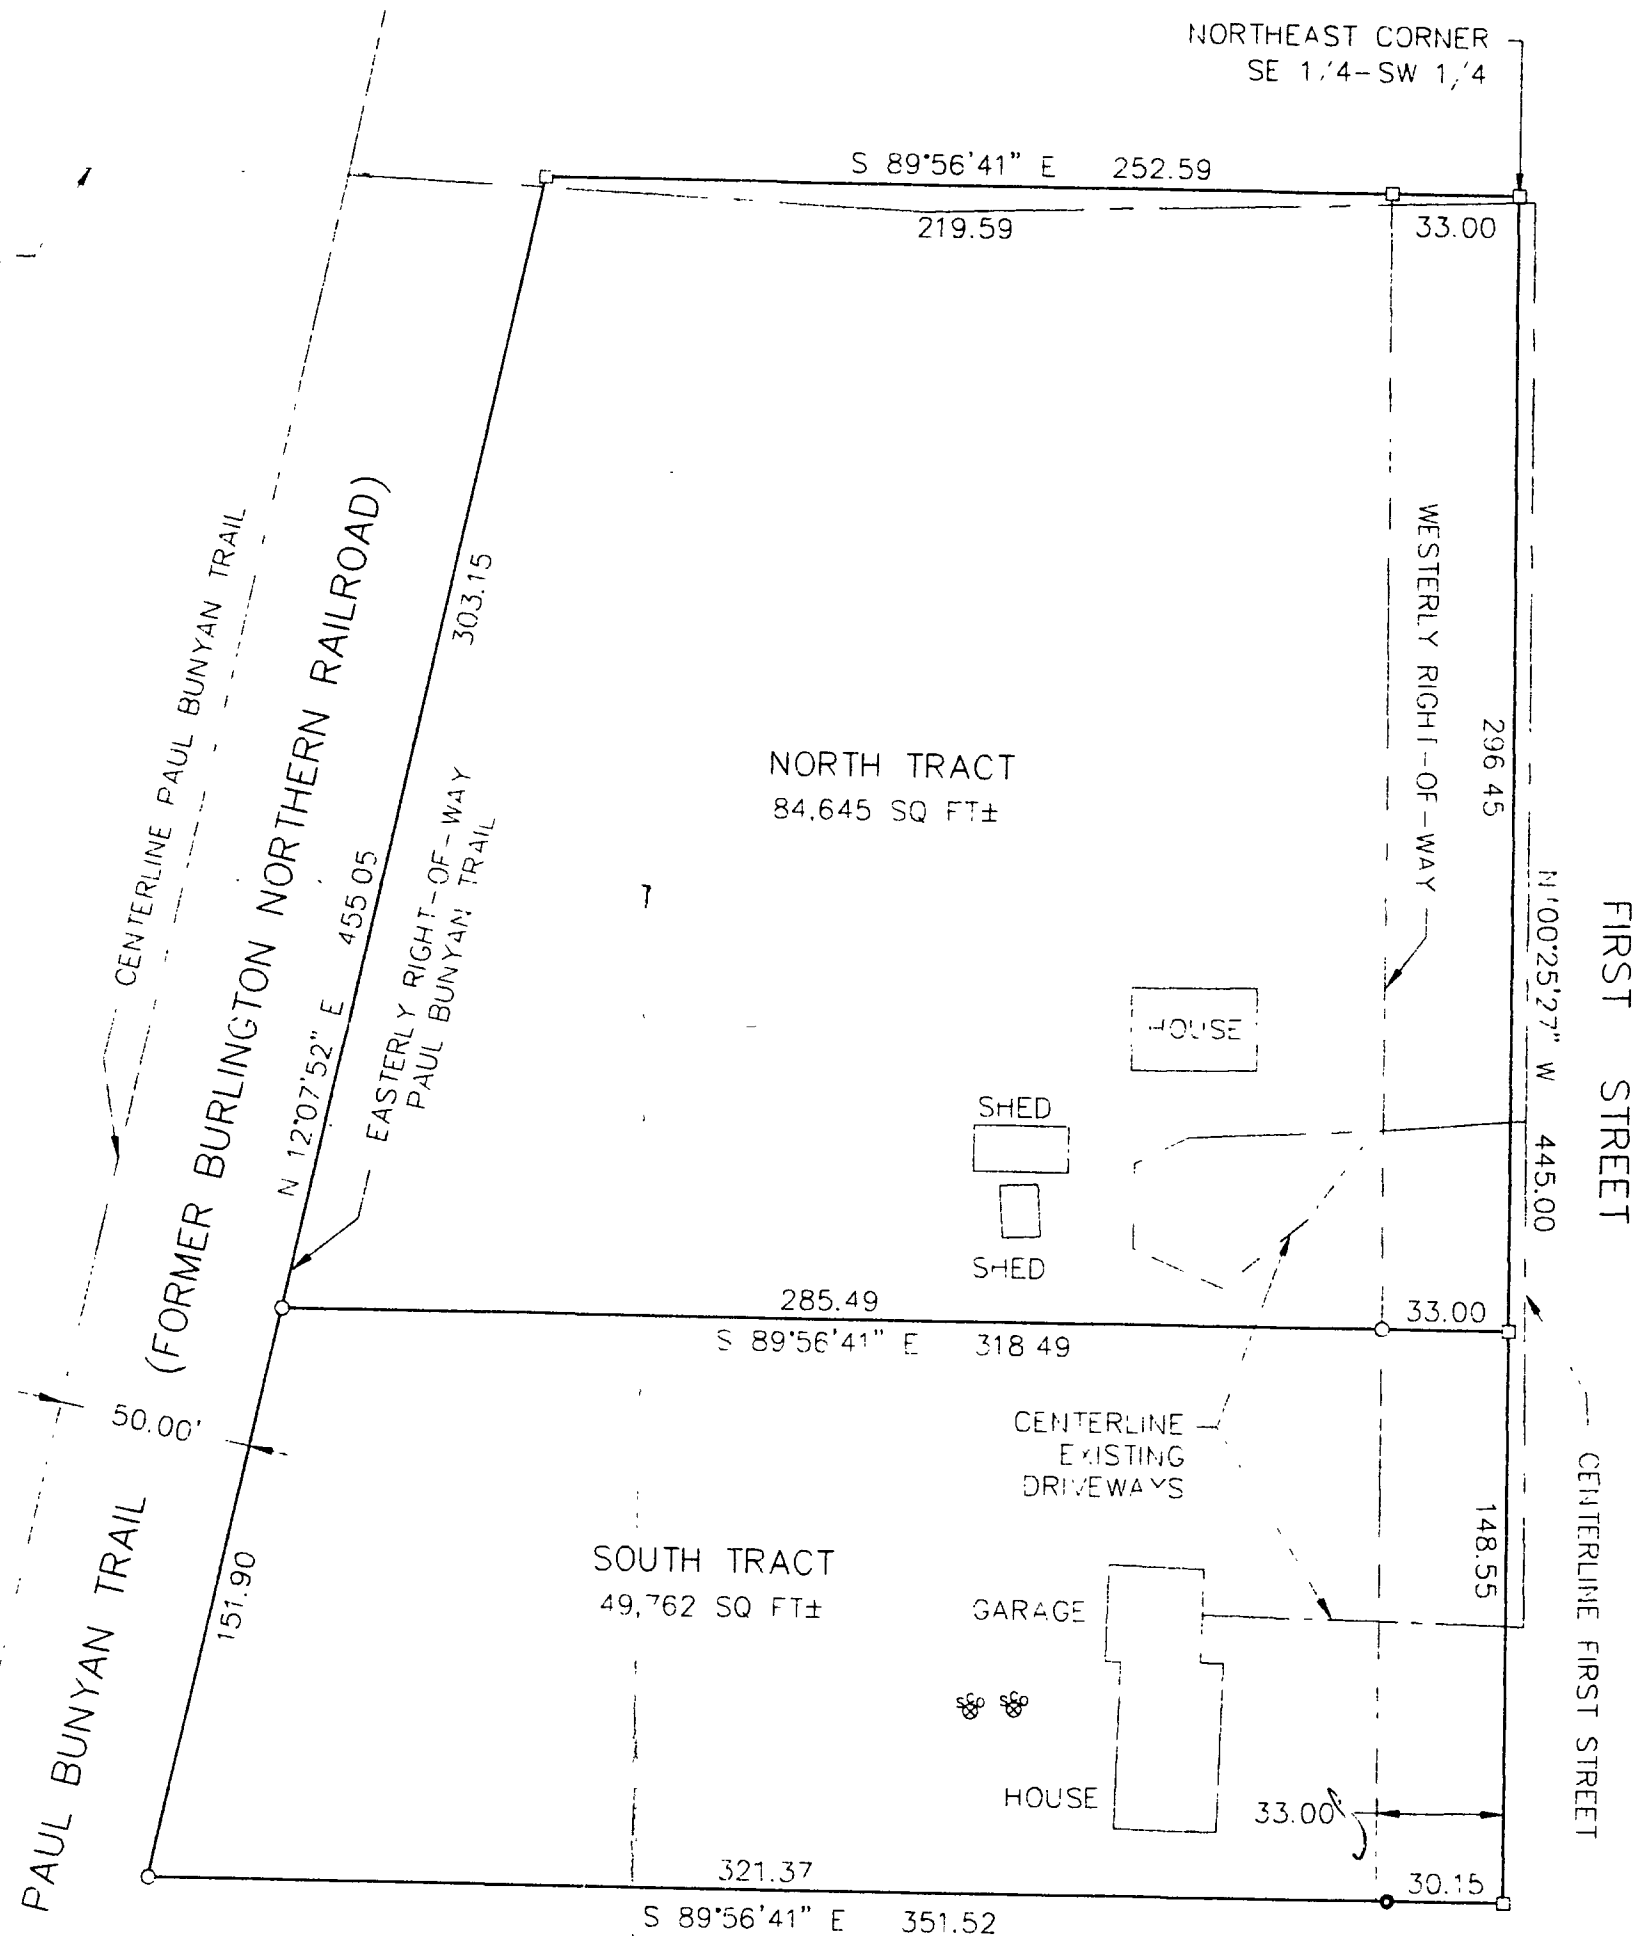 NORTHEAST CORNER
SE 1/4-SW 1/4
S 89°56'41" E 252.59
219.59
33.00
CENTERLINE PAUL BUNYAN TRAIL
PAUL BUNYAN TRAIL (FORMER BURLINGTON NORTHERN RAILROAD)
303.15
N 12°07'52" E 455 05
EASTERLY RIGHT-OF-WAY
PAUL BUNYAN TRAIL
NORTH TRACT
84,645 SQ FT±
WESTERLY RIGHT-OF-WAY
296 45
N 00°25'27" W 445.00
FIRST STREET
HOUSE
SHED
SHED
285.49
33.00
S 89°56'41" E 318 49
50.00'
CENTERLINE
EXISTING
DRIVEWAYS
151.90
SOUTH TRACT
49,762 SQ FT±
GARAGE
148.55
CENTERLINE FIRST STREET
sco sco
HOUSE
33.00'
321.37
30.15
S 89°56'41" E 351.52